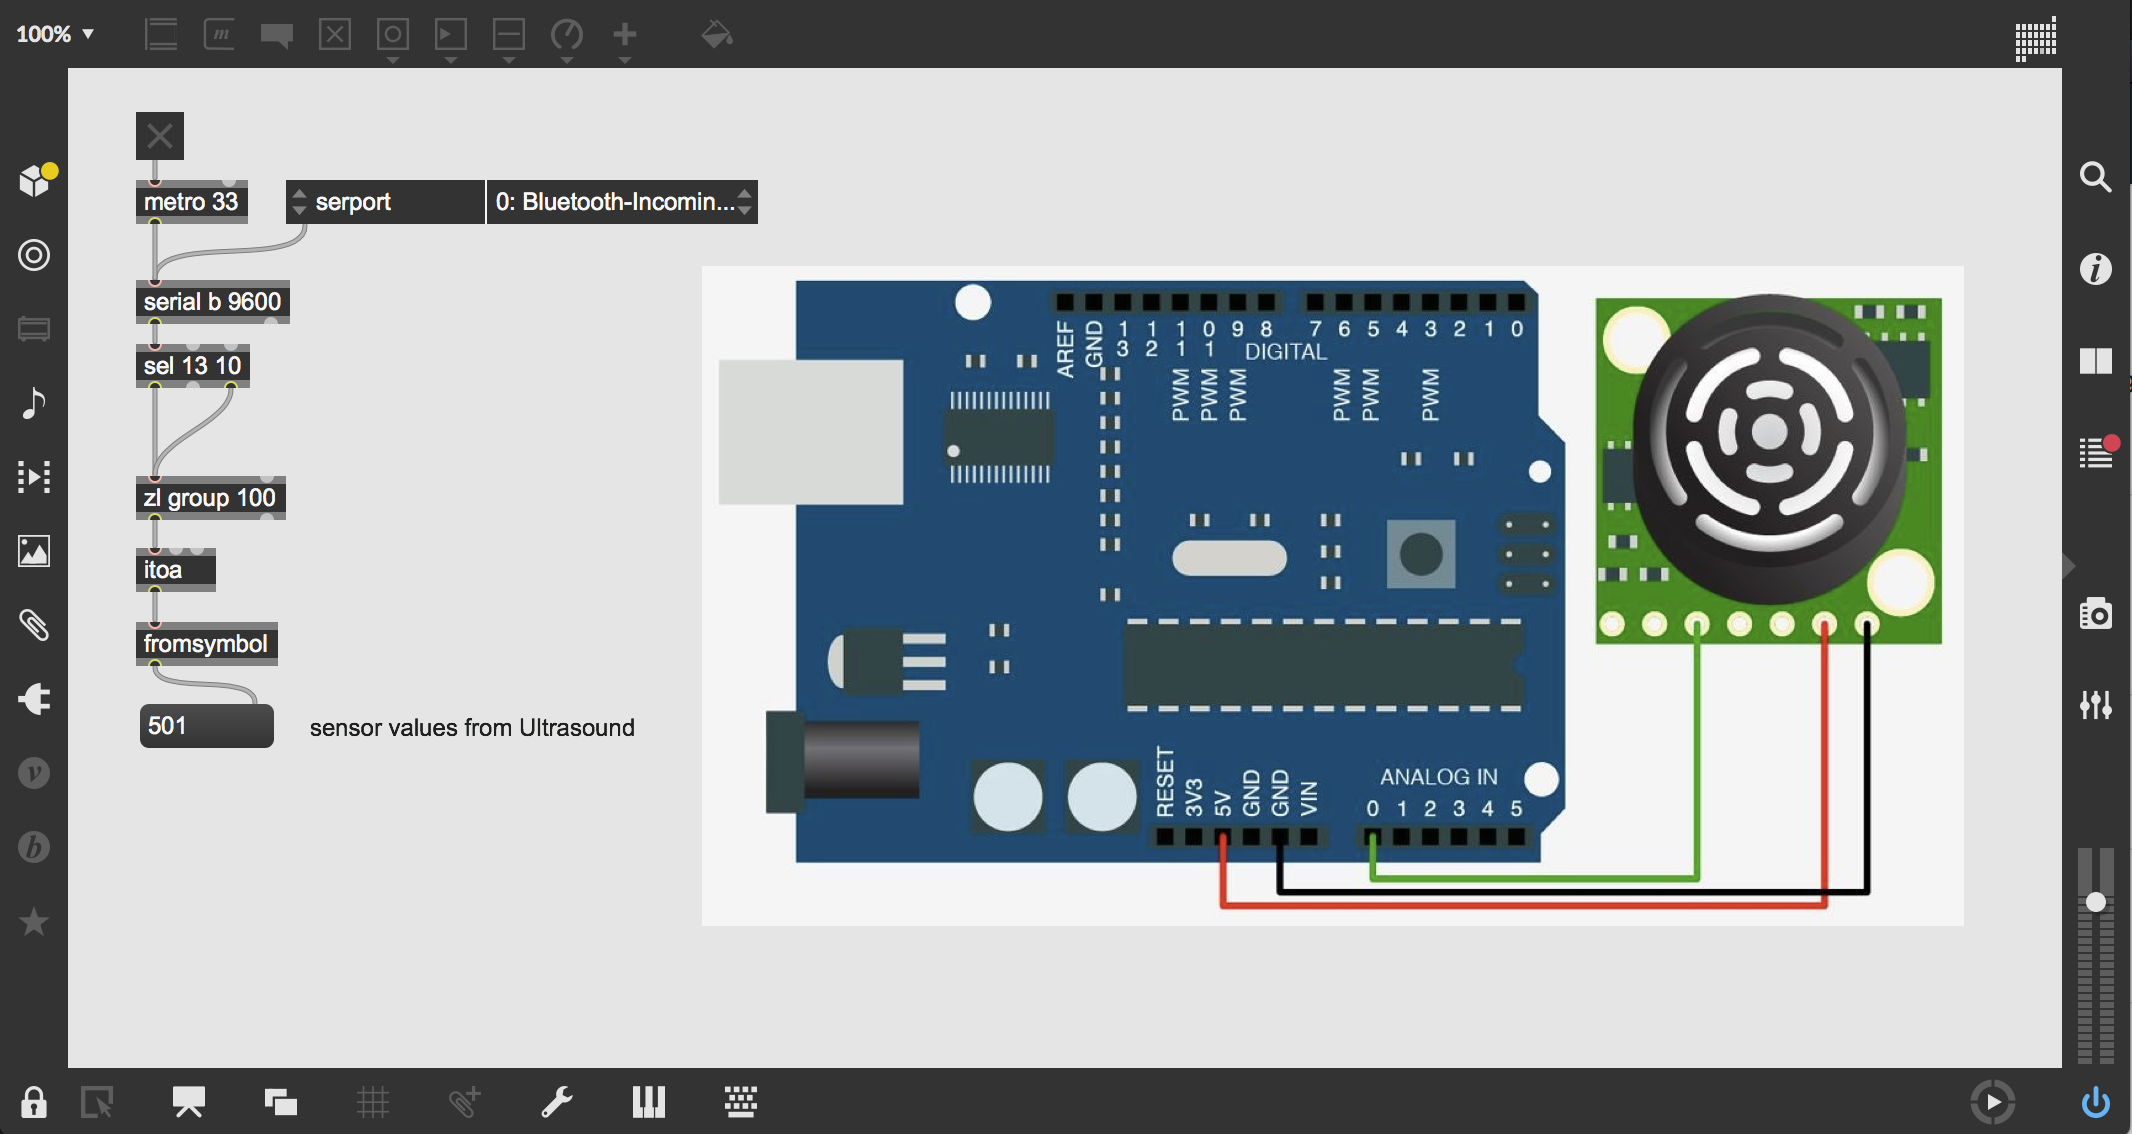 100%
m
metro 33
serport
0: Bluetooth-Incomin...
serial b 9600
sel 13 10
zl group 100
itoa
fromsymbol
501
sensor values from Ultrasound
AREF
GND
13
12
11
01
9
8
7
6
5
4
3
2
1
0
DIGITAL
PWM
PWM
PWM
PWM
PWM
PWM
RESET
3V3
5V
GND
GND
VIN
ANALOG IN
0 1 2 3 4 5
i
v
b